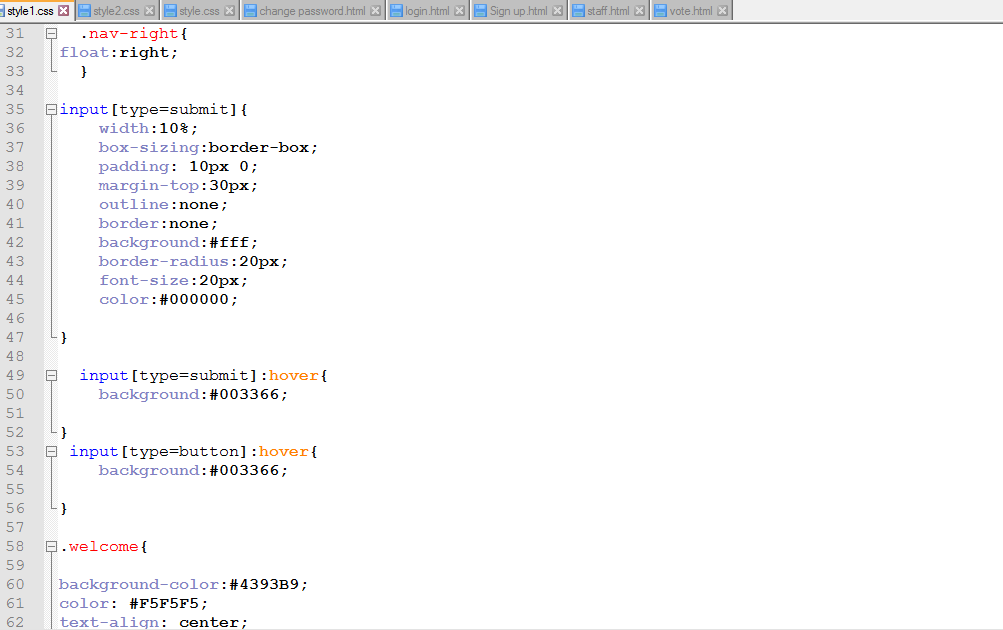 style1.css style2.css style.css change password.html login.html Sign up.html staff.html vote.html
31 .nav-right{
32 float:right;
33 }
34
35 input[type=submit]{
36 width:10%;
37 box-sizing:border-box;
38 padding: 10px 0;
39 margin-top:30px;
40 outline:none;
41 border:none;
42 background:#fff;
43 border-radius:20px;
44 font-size:20px;
45 color:#000000;
46
47 }
48
49 input[type=submit]:hover{
50 background:#003366;
51
52 }
53 input[type=button]:hover{
54 background:#003366;
55
56 }
57
58 .welcome{
59
60 background-color:#4393B9;
61 color: #F5F5F5;
62 text-align: center;